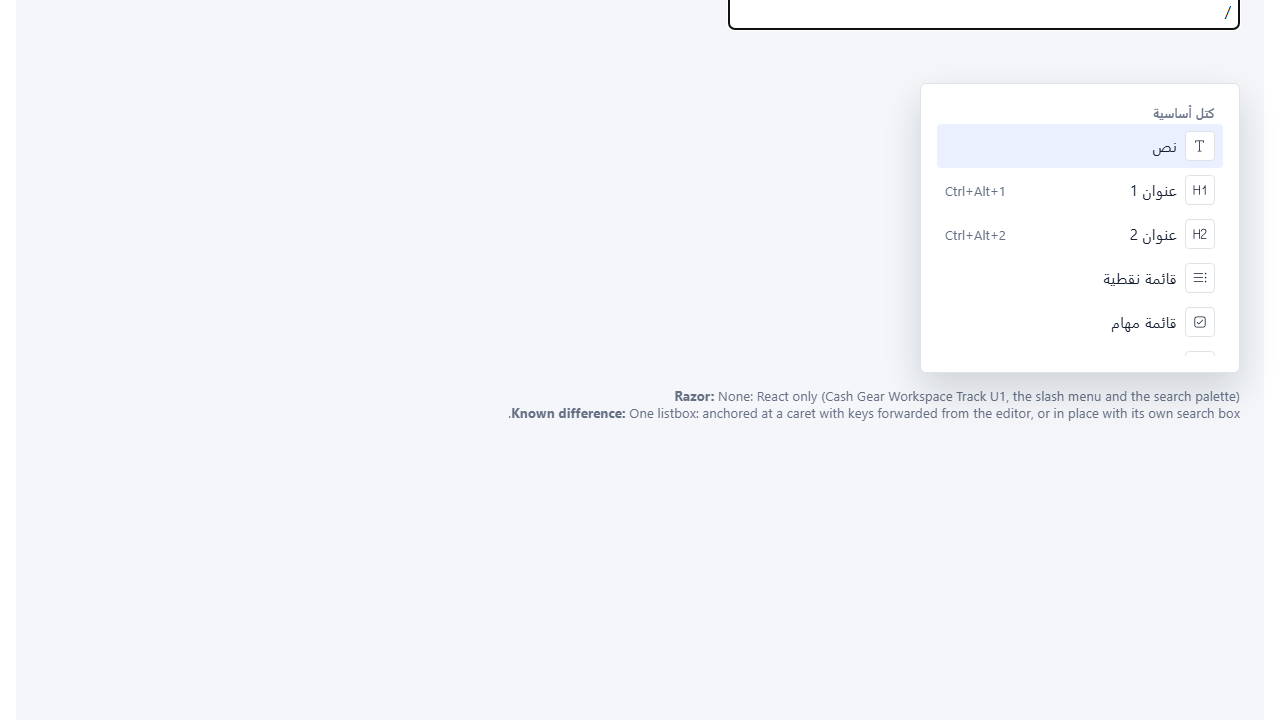 /
كتل أساسية
نص
عنوان 1 Ctrl+Alt+1
عنوان 2 Ctrl+Alt+2
قائمة نقطية
قائمة مهام
Razor: None: React only (Cash Gear Workspace Track U1, the slash menu and the search palette)
Known difference: One listbox: anchored at a caret with keys forwarded from the editor, or in place with its own search box.